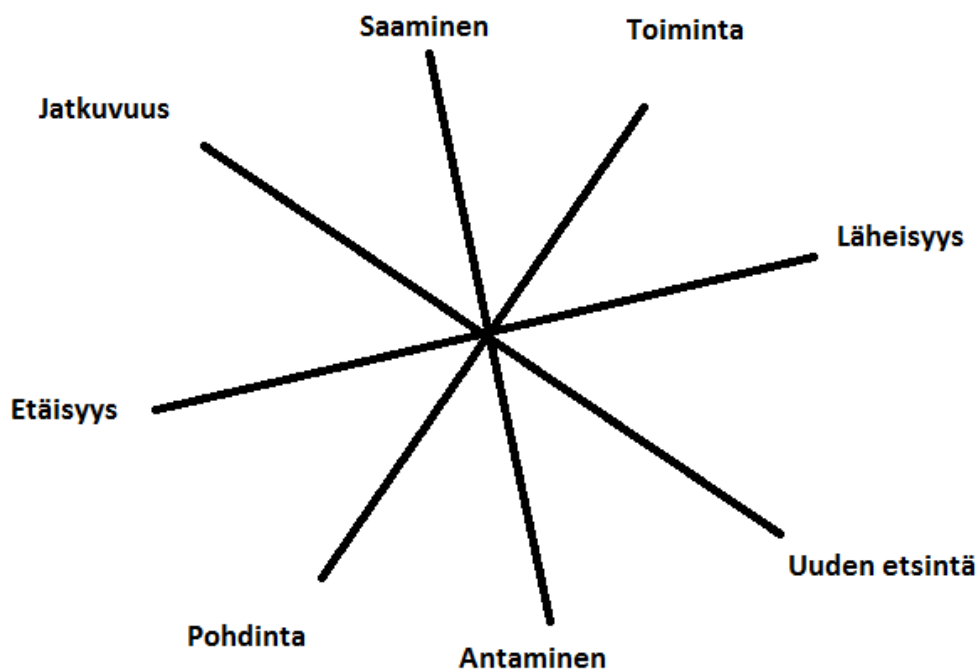 Saaminen
Toiminta
Jatkuvuus
Läheisyys
Etäisyys
Uuden etsintä
Pohdinta
Antaminen